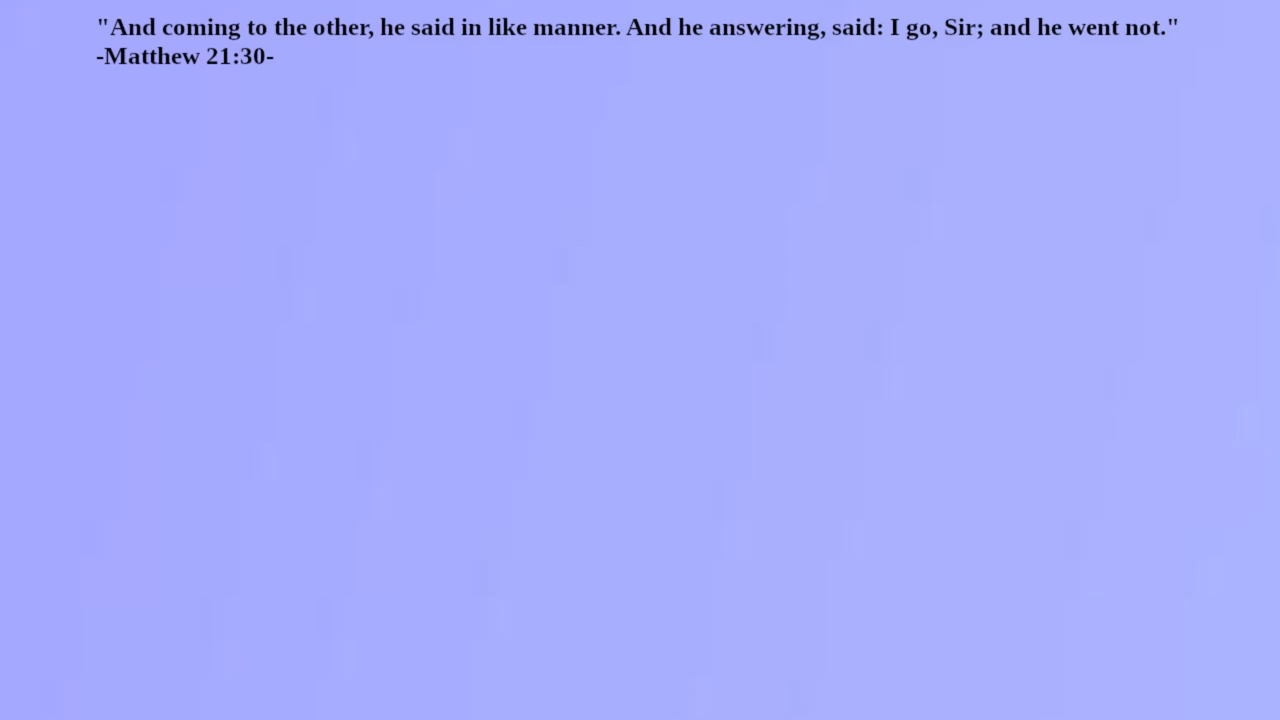 "And coming to the other, he said in like manner. And he answering, said: I go, Sir; and he went not."
-Matthew 21:30-